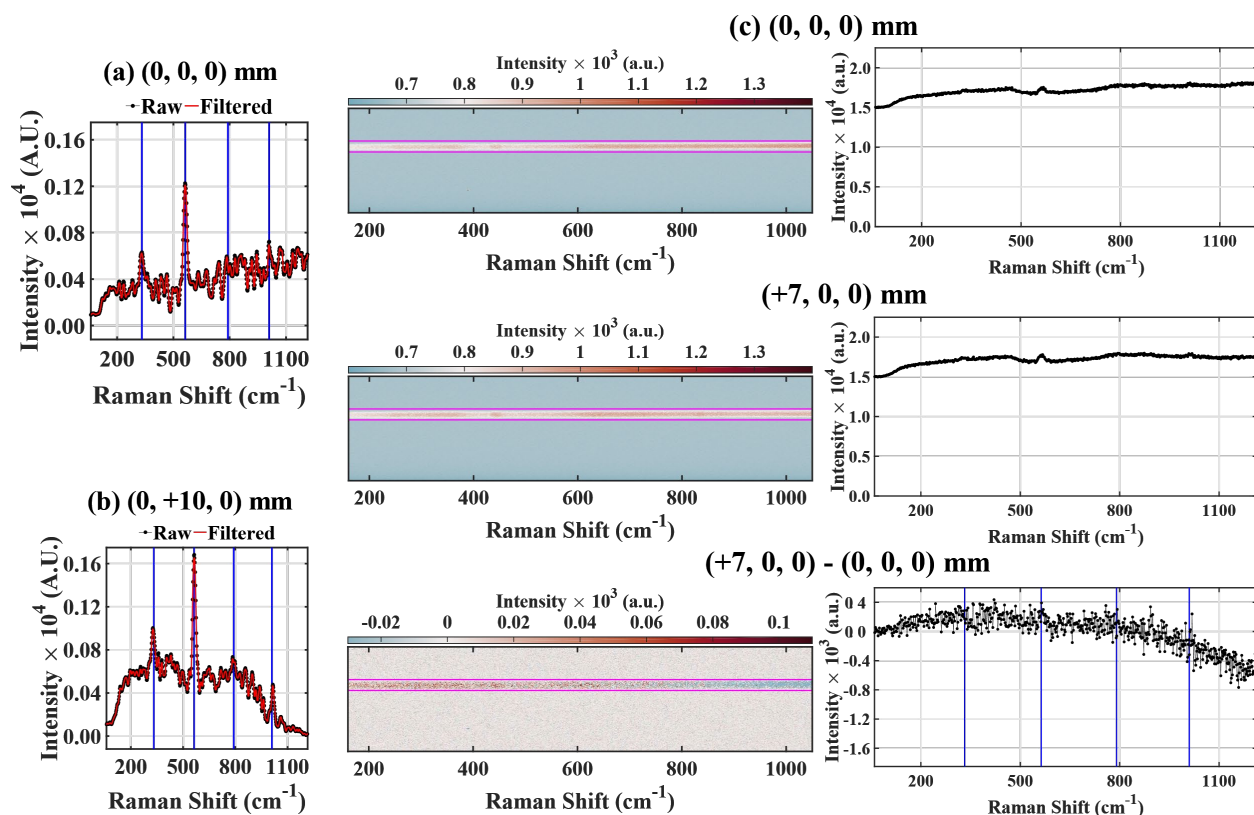 (a) (0, 0, 0) mm
Raw Filtered
0.16
0.12
0.08
0.04
0.00
Intensity × 10^4 (A.U.)
200 500 800 1100
Raman Shift (cm^-1)
(b) (0, +10, 0) mm
Raw Filtered
0.16
0.12
0.08
0.04
0.00
Intensity × 10^4 (A.U.)
200 500 800 1100
Raman Shift (cm^-1)
(c) (0, 0, 0) mm
Intensity × 10^3 (a.u.)
0.7 0.8 0.9 1 1.1 1.2 1.3
200 400 600 800 1000
Raman Shift (cm^-1)
2.0
1.5
1.0
0.5
0.0
Intensity × 10^4 (a.u.)
200 500 800 1100
Raman Shift (cm^-1)
(+7, 0, 0) mm
Intensity × 10^3 (a.u.)
0.7 0.8 0.9 1 1.1 1.2 1.3
200 400 600 800 1000
Raman Shift (cm^-1)
2.0
1.5
1.0
0.5
0.0
Intensity × 10^4 (a.u.)
200 500 800 1100
Raman Shift (cm^-1)
(+7, 0, 0) - (0, 0, 0) mm
Intensity × 10^3 (a.u.)
-0.02 0 0.02 0.04 0.06 0.08 0.1
200 400 600 800 1000
Raman Shift (cm^-1)
0.4
0.0
-0.4
-0.8
-1.2
-1.6
Intensity × 10^3 (a.u.)
200 500 800 1100
Raman Shift (cm^-1)